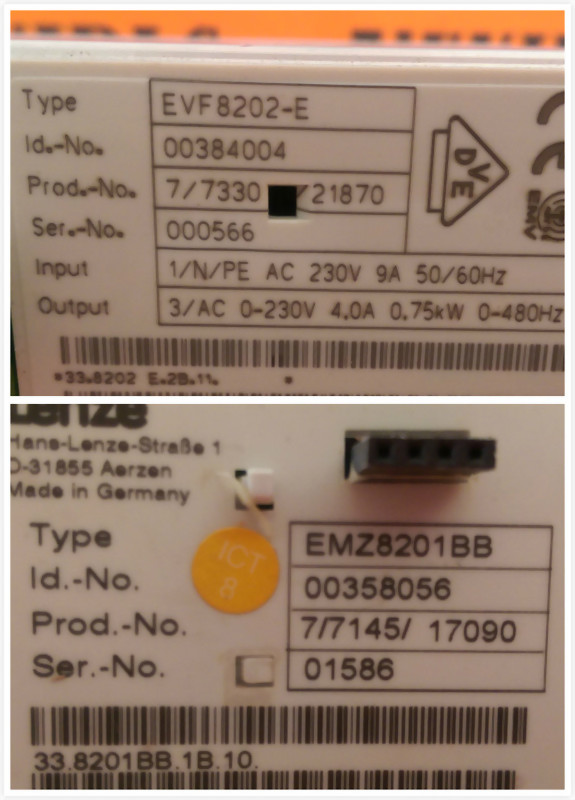 Type EVF8202-E
Id.-No. 00384004
Prod.-No. 7/7330 /21870
Ser.-No. 000566
Input 1/N/PE AC 230V 9A 50/60Hz
Output 3/AC 0-230V 4.0A 0.75kW 0-480Hz
VDE
CE
EMV
*33.8202 E.2B.11. *
Lenze
Hans-Lenze-Straße 1
D-31855 Aerzen
Made in Germany
ICT
Type EMZ8201BB
Id.-No. 00358056
Prod.-No. 7/7145/ 17090
Ser.-No. 01586
33.8201BB.1B.10.